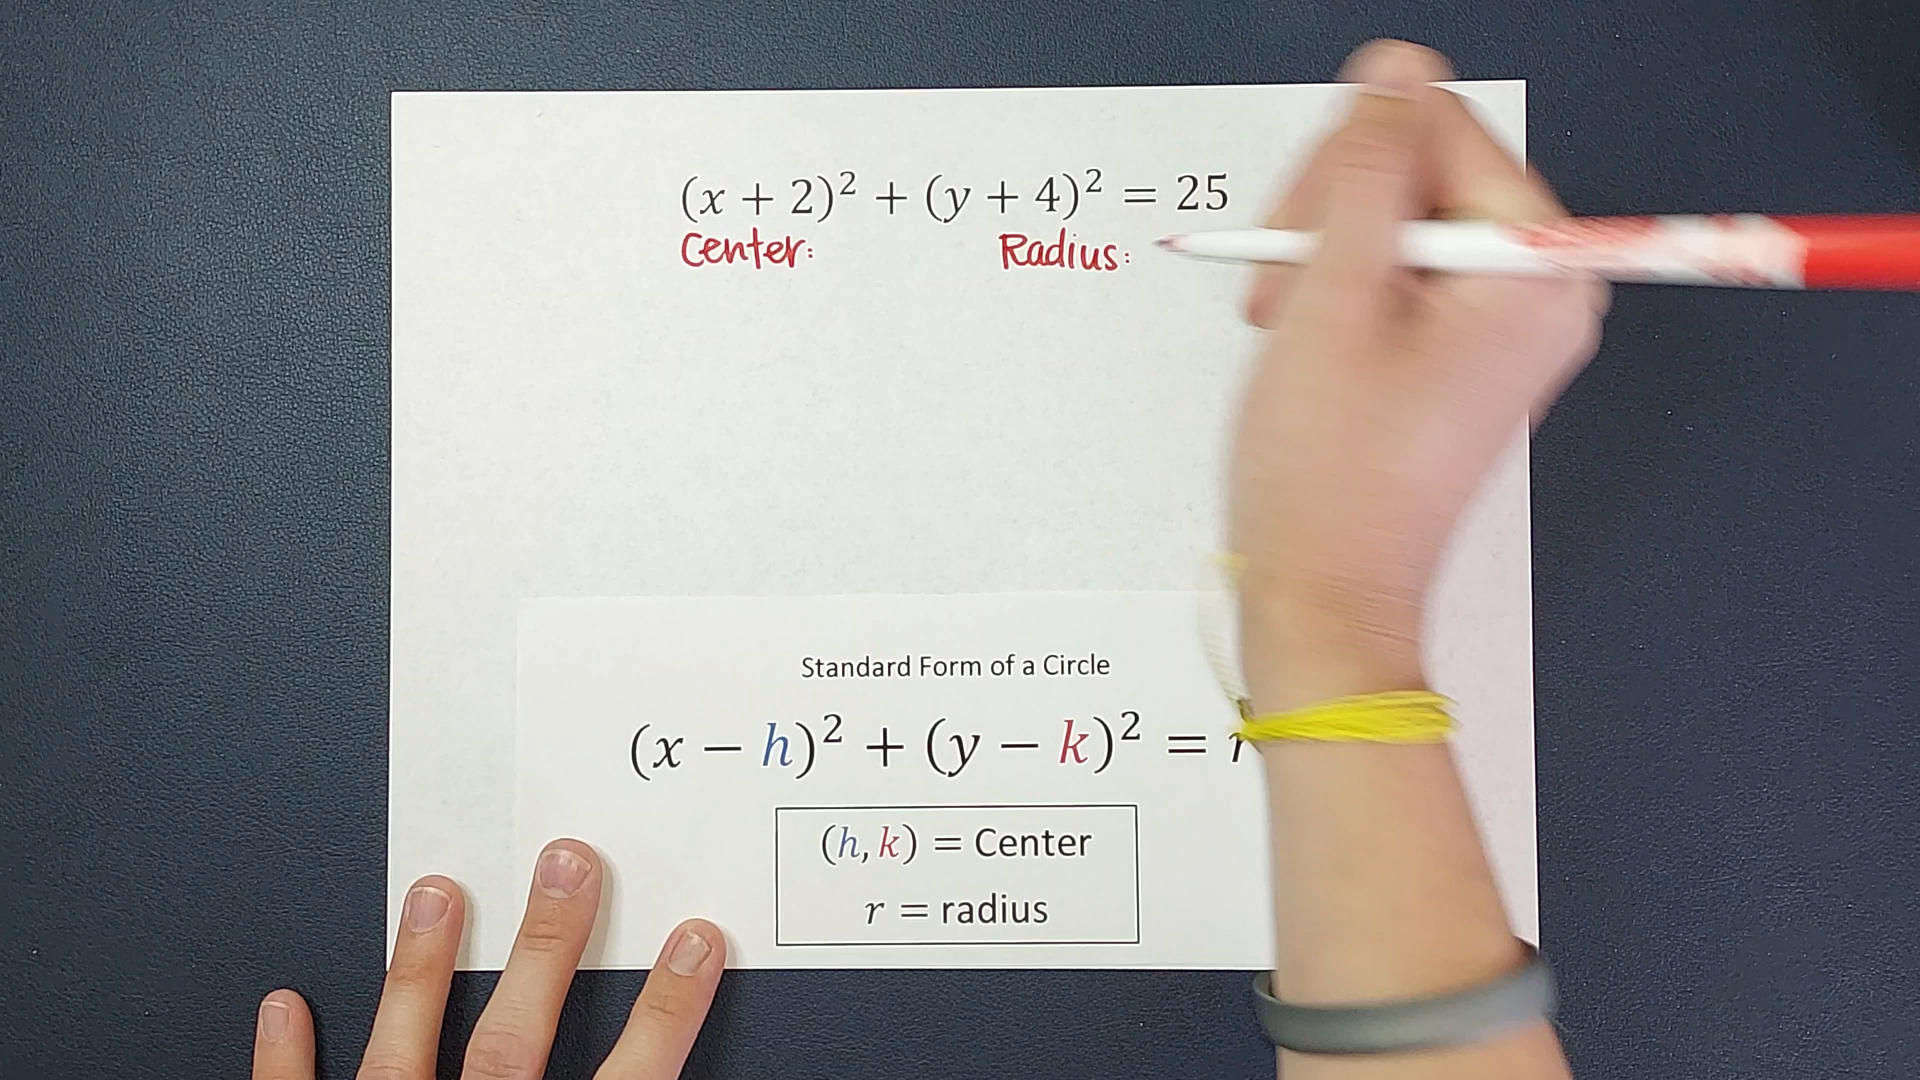 (x + 2)² + (y + 4)² = 25
Center: Radius:
Standard Form of a Circle
(x − h)² + (y − k)² = r
(h, k) = Center
r = radius